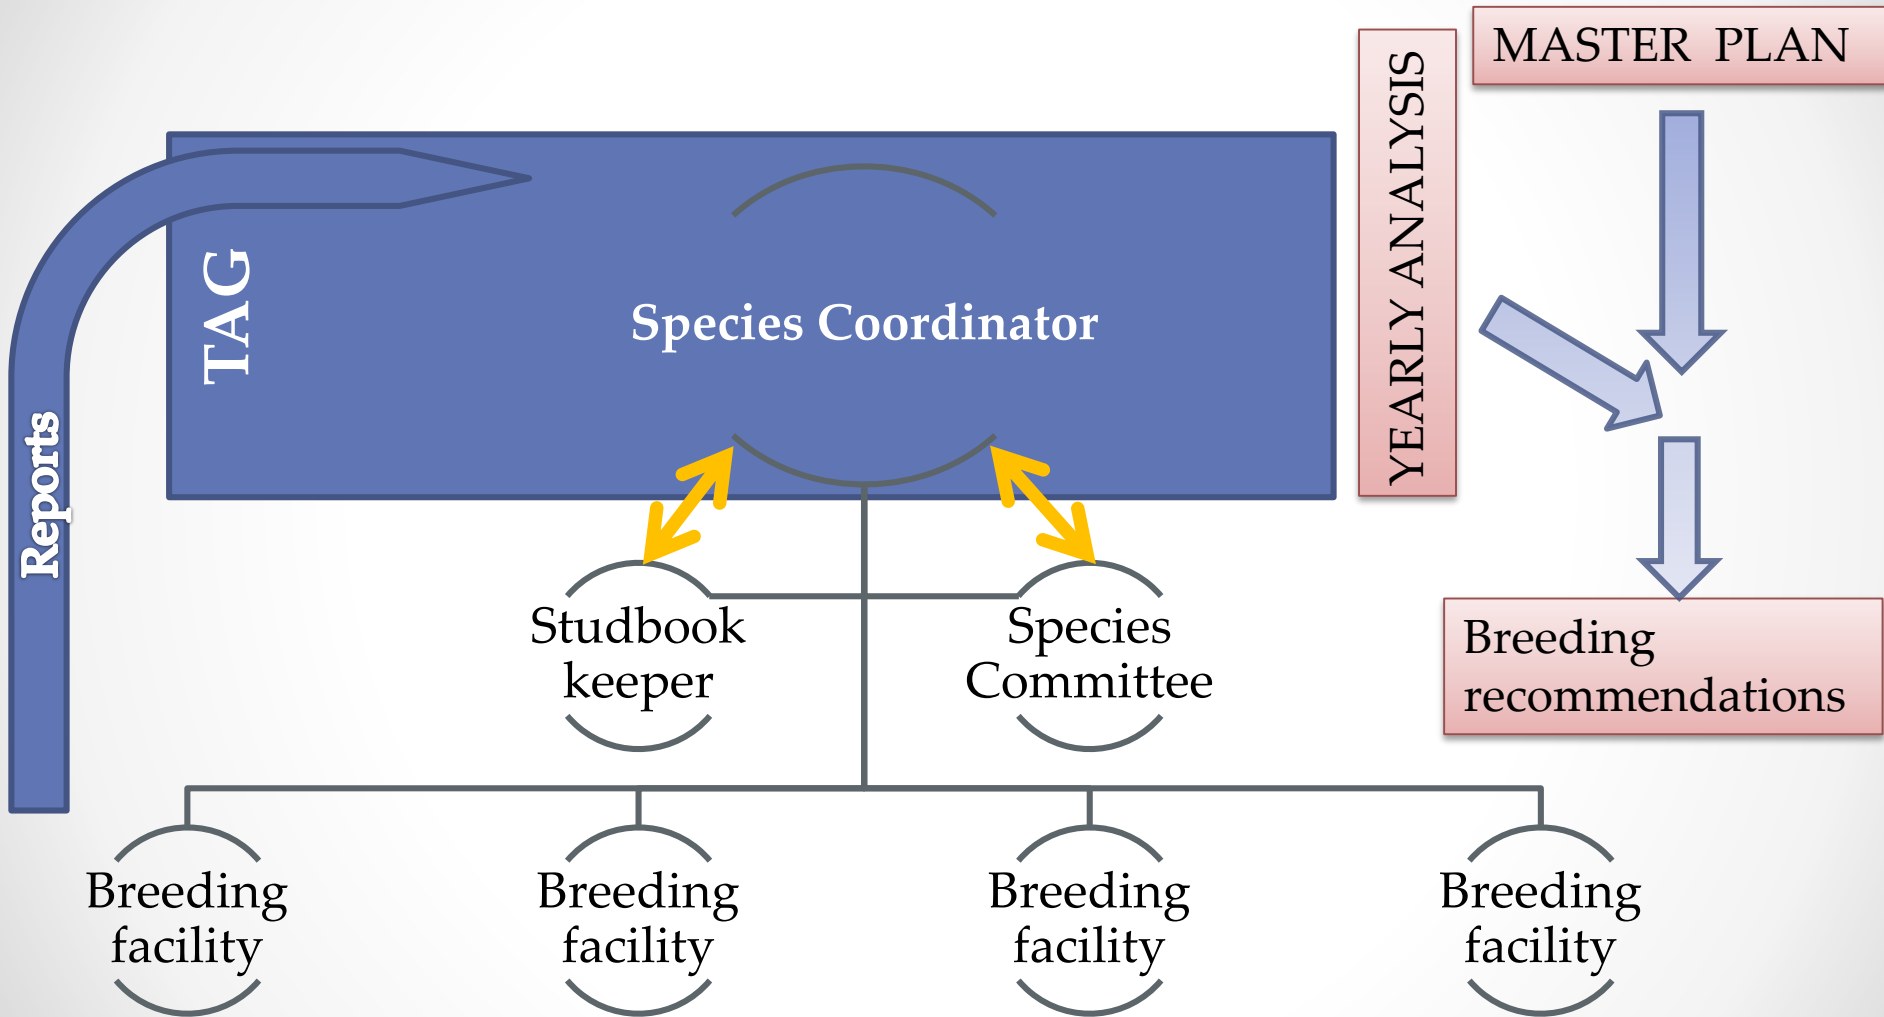 MASTER PLAN
YEARLY ANALYSIS
TAG
Species Coordinator
Reports
Studbook
keeper
Species
Committee
Breeding
recommendations
Breeding
facility
Breeding
facility
Breeding
facility
Breeding
facility